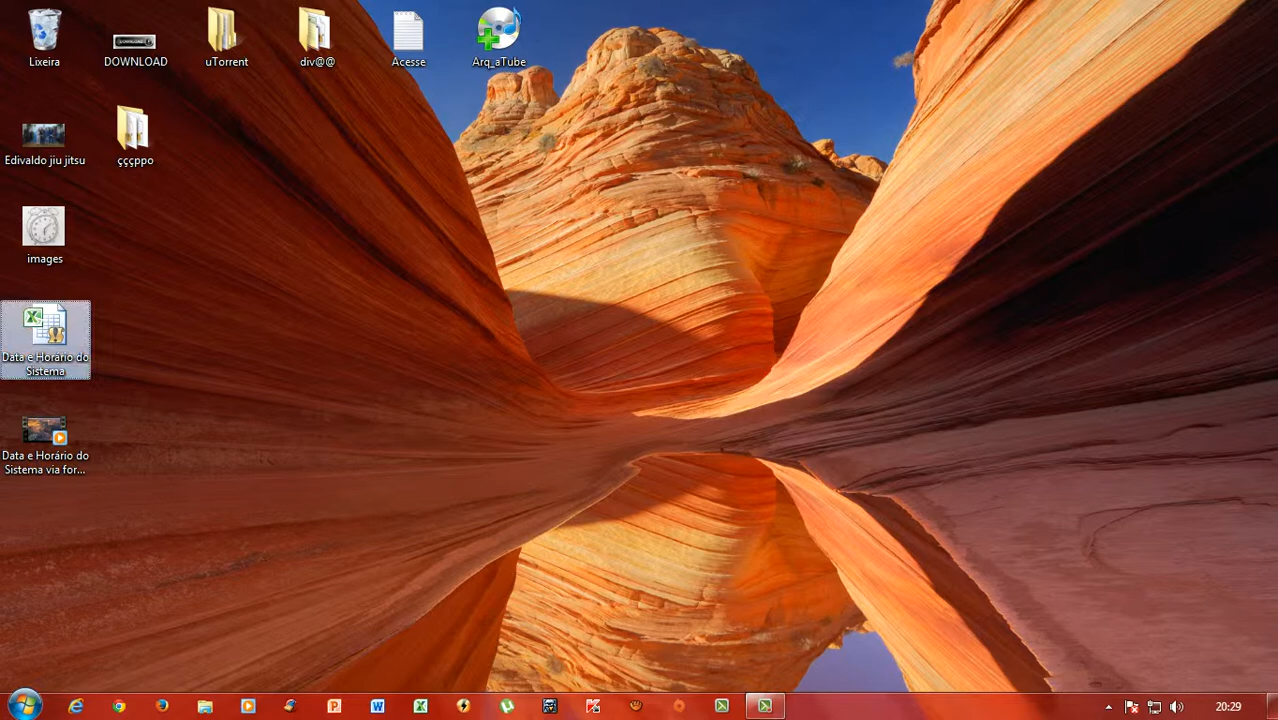 Lixeira
DOWNLOAD
uTorrent
div@@
Acesse
Arq_aTube
Edivaldo jiu jitsu
çççppo
images
Data e Horário do
Sistema
Data e Horário do
Sistema via for...
20:29